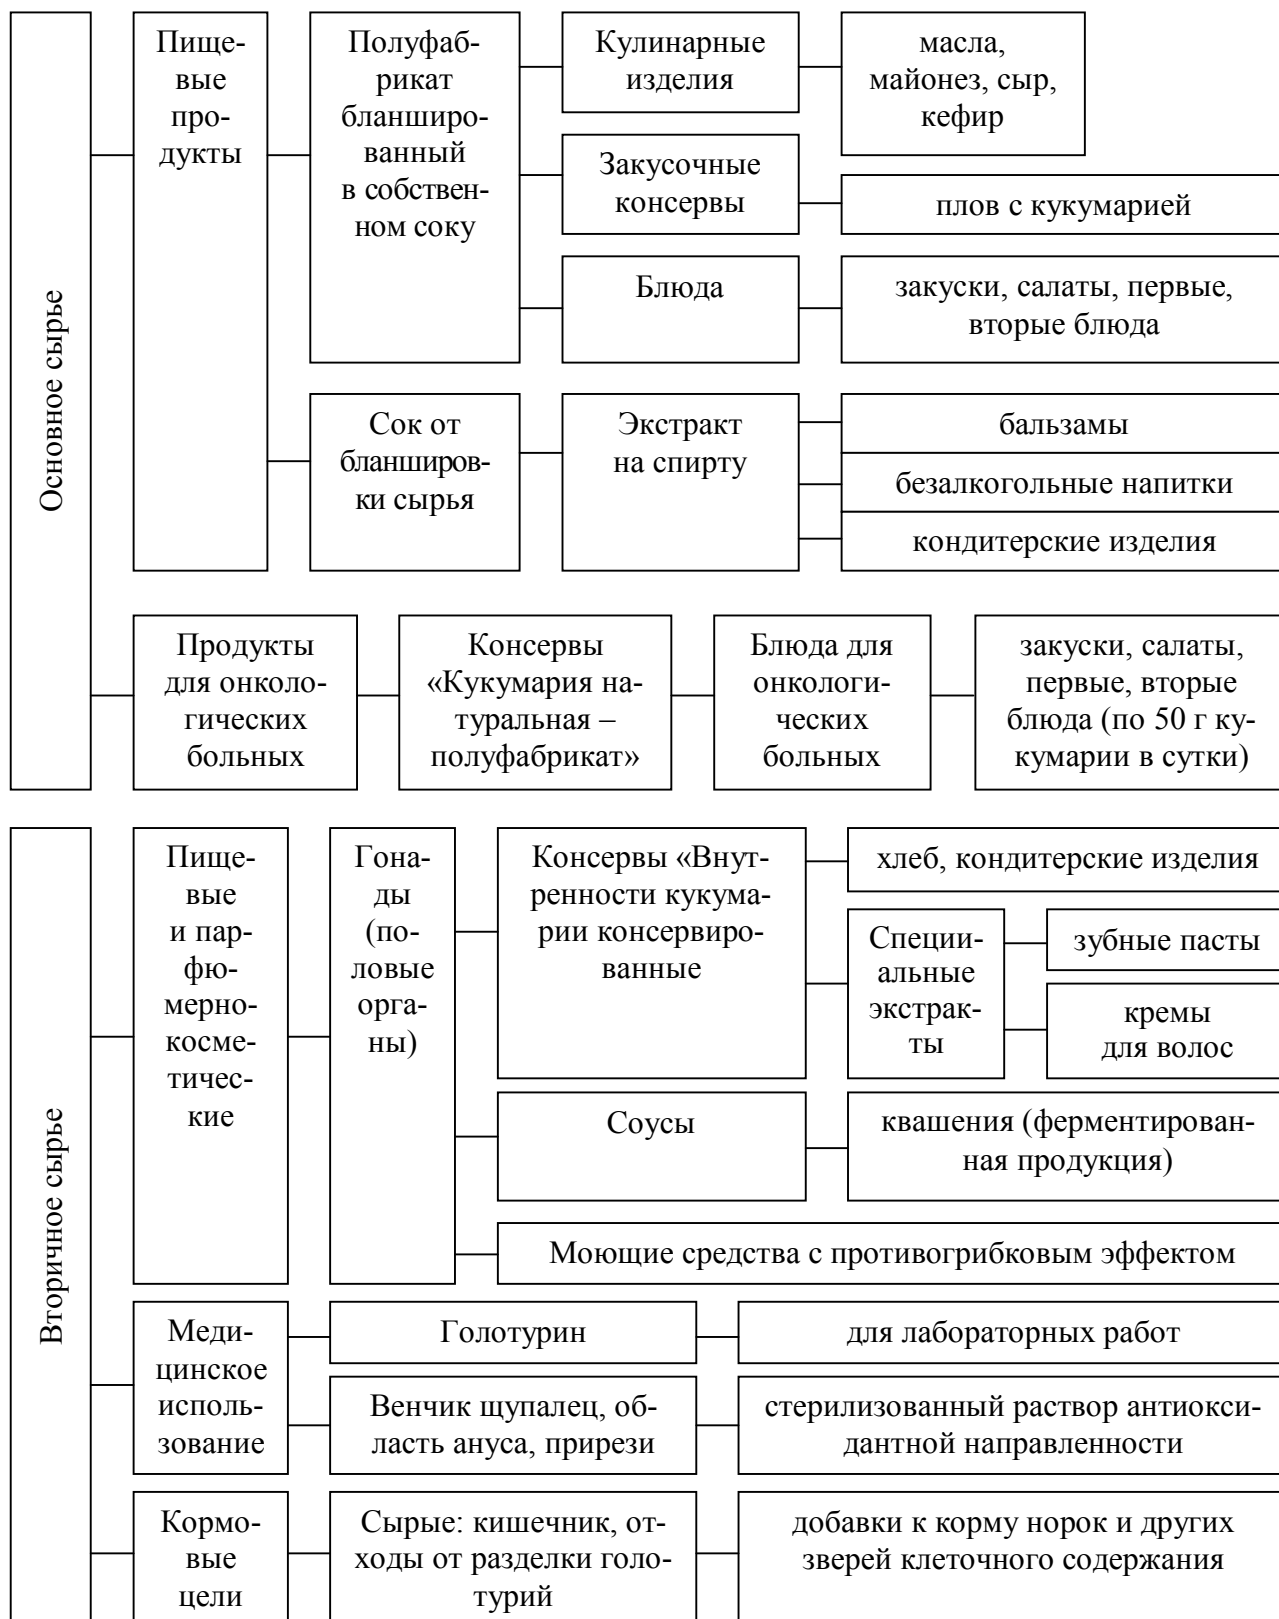 Основное сырье
Пище-
вые
про-
дукты
Полуфаб-
рикат
бланширо-
ванный
в собствен-
ном соку
Кулинарные
изделия
масла,
майонез, сыр,
кефир
Закусочные
консервы
плов с кукумарией
Блюда
закуски, салаты, первые,
вторые блюда
Сок от
бланширов-
ки сырья
Экстракт
на спирту
бальзамы
безалкогольные напитки
кондитерские изделия
Продукты
для онколо-
гических
больных
Консервы
«Кукумария на-
туральная –
полуфабрикат»
Блюда для
онкологи-
ческих
больных
закуски, салаты,
первые, вторые
блюда (по 50 г ку-
кумарии в сутки)
Вторичное сырье
Пище-
вые
и пар-
фю-
мерно-
косме-
тичес-
кие
Гона-
ды
(по-
ловые
орга-
ны)
Консервы «Внут-
ренности кукума-
рии консервиро-
ванные
хлеб, кондитерские изделия
Специи-
альные
экстрак-
ты
зубные пасты
кремы
для волос
Соусы
квашения (ферментирован-
ная продукция)
Моющие средства с противогрибковым эффектом
Меди-
цинское
исполь-
зование
Голотурин
для лабораторных работ
Венчик щупалец, об-
ласть ануса, прирези
стерилизованный раствор антиокси-
дантной направленности
Кормо-
вые
цели
Сырые: кишечник, от-
ходы от разделки голо-
турий
добавки к корму норок и других
зверей клеточного содержания